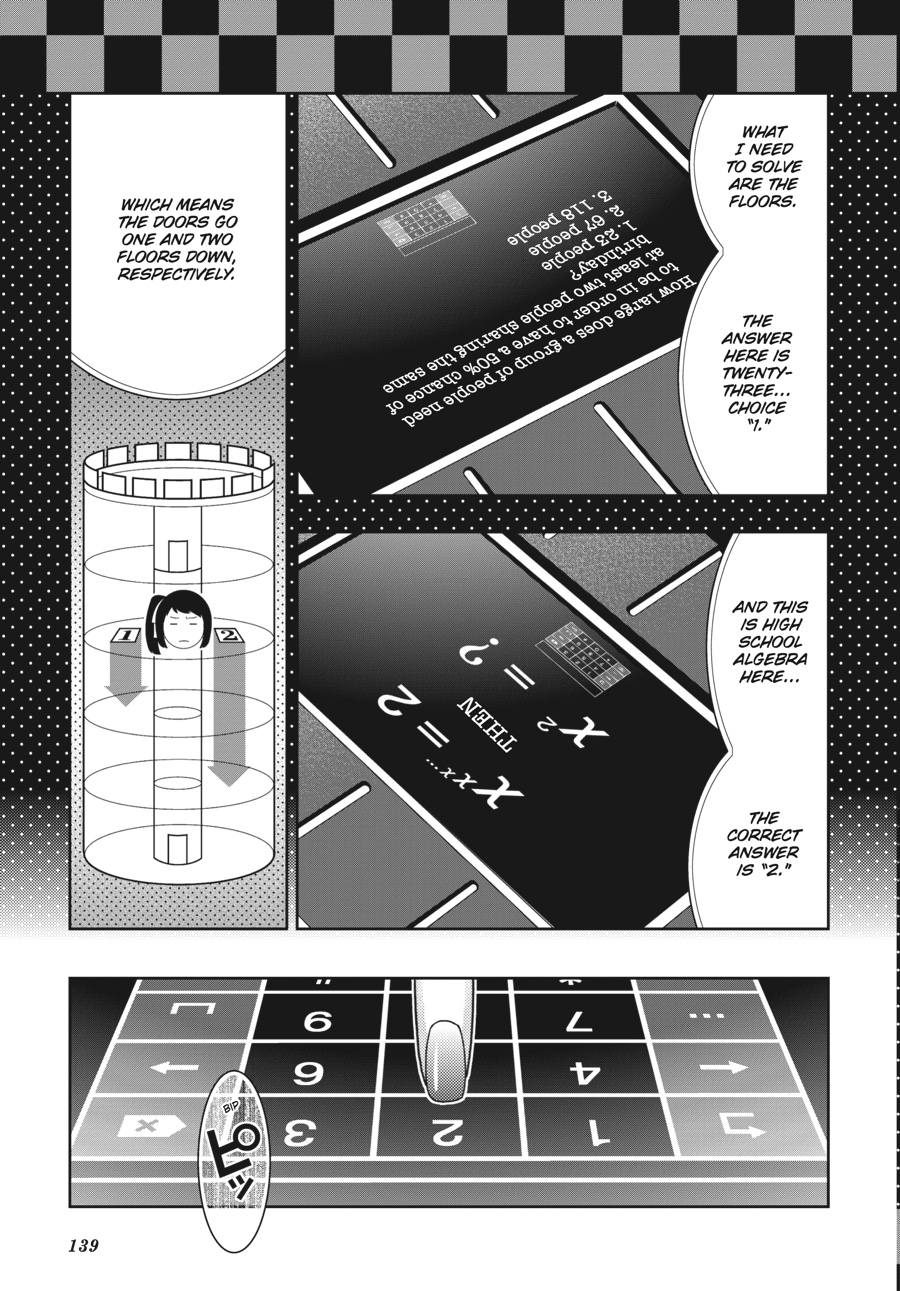 WHAT
I NEED
TO SOLVE
ARE THE
FLOORS.
How large does a group of people need
to be in order to have a 50% chance of
at least two people sharing the same
birthday?
1. 23 people
2. 67 people
3. 118 people
THE
ANSWER
HERE IS
TWENTY-
THREE...
CHOICE
"1."
AND THIS
IS HIGH
SCHOOL
ALGEBRA
HERE...
x^x^x^... = 2
THEN
x² = ?
THE
CORRECT
ANSWER
IS "2."
WHICH MEANS
THE DOORS GO
ONE AND TWO
FLOORS DOWN,
RESPECTIVELY.
1 2
" *
9 7 ...
← 6 4 →
× 3 2 1
BIP
ピッ
139